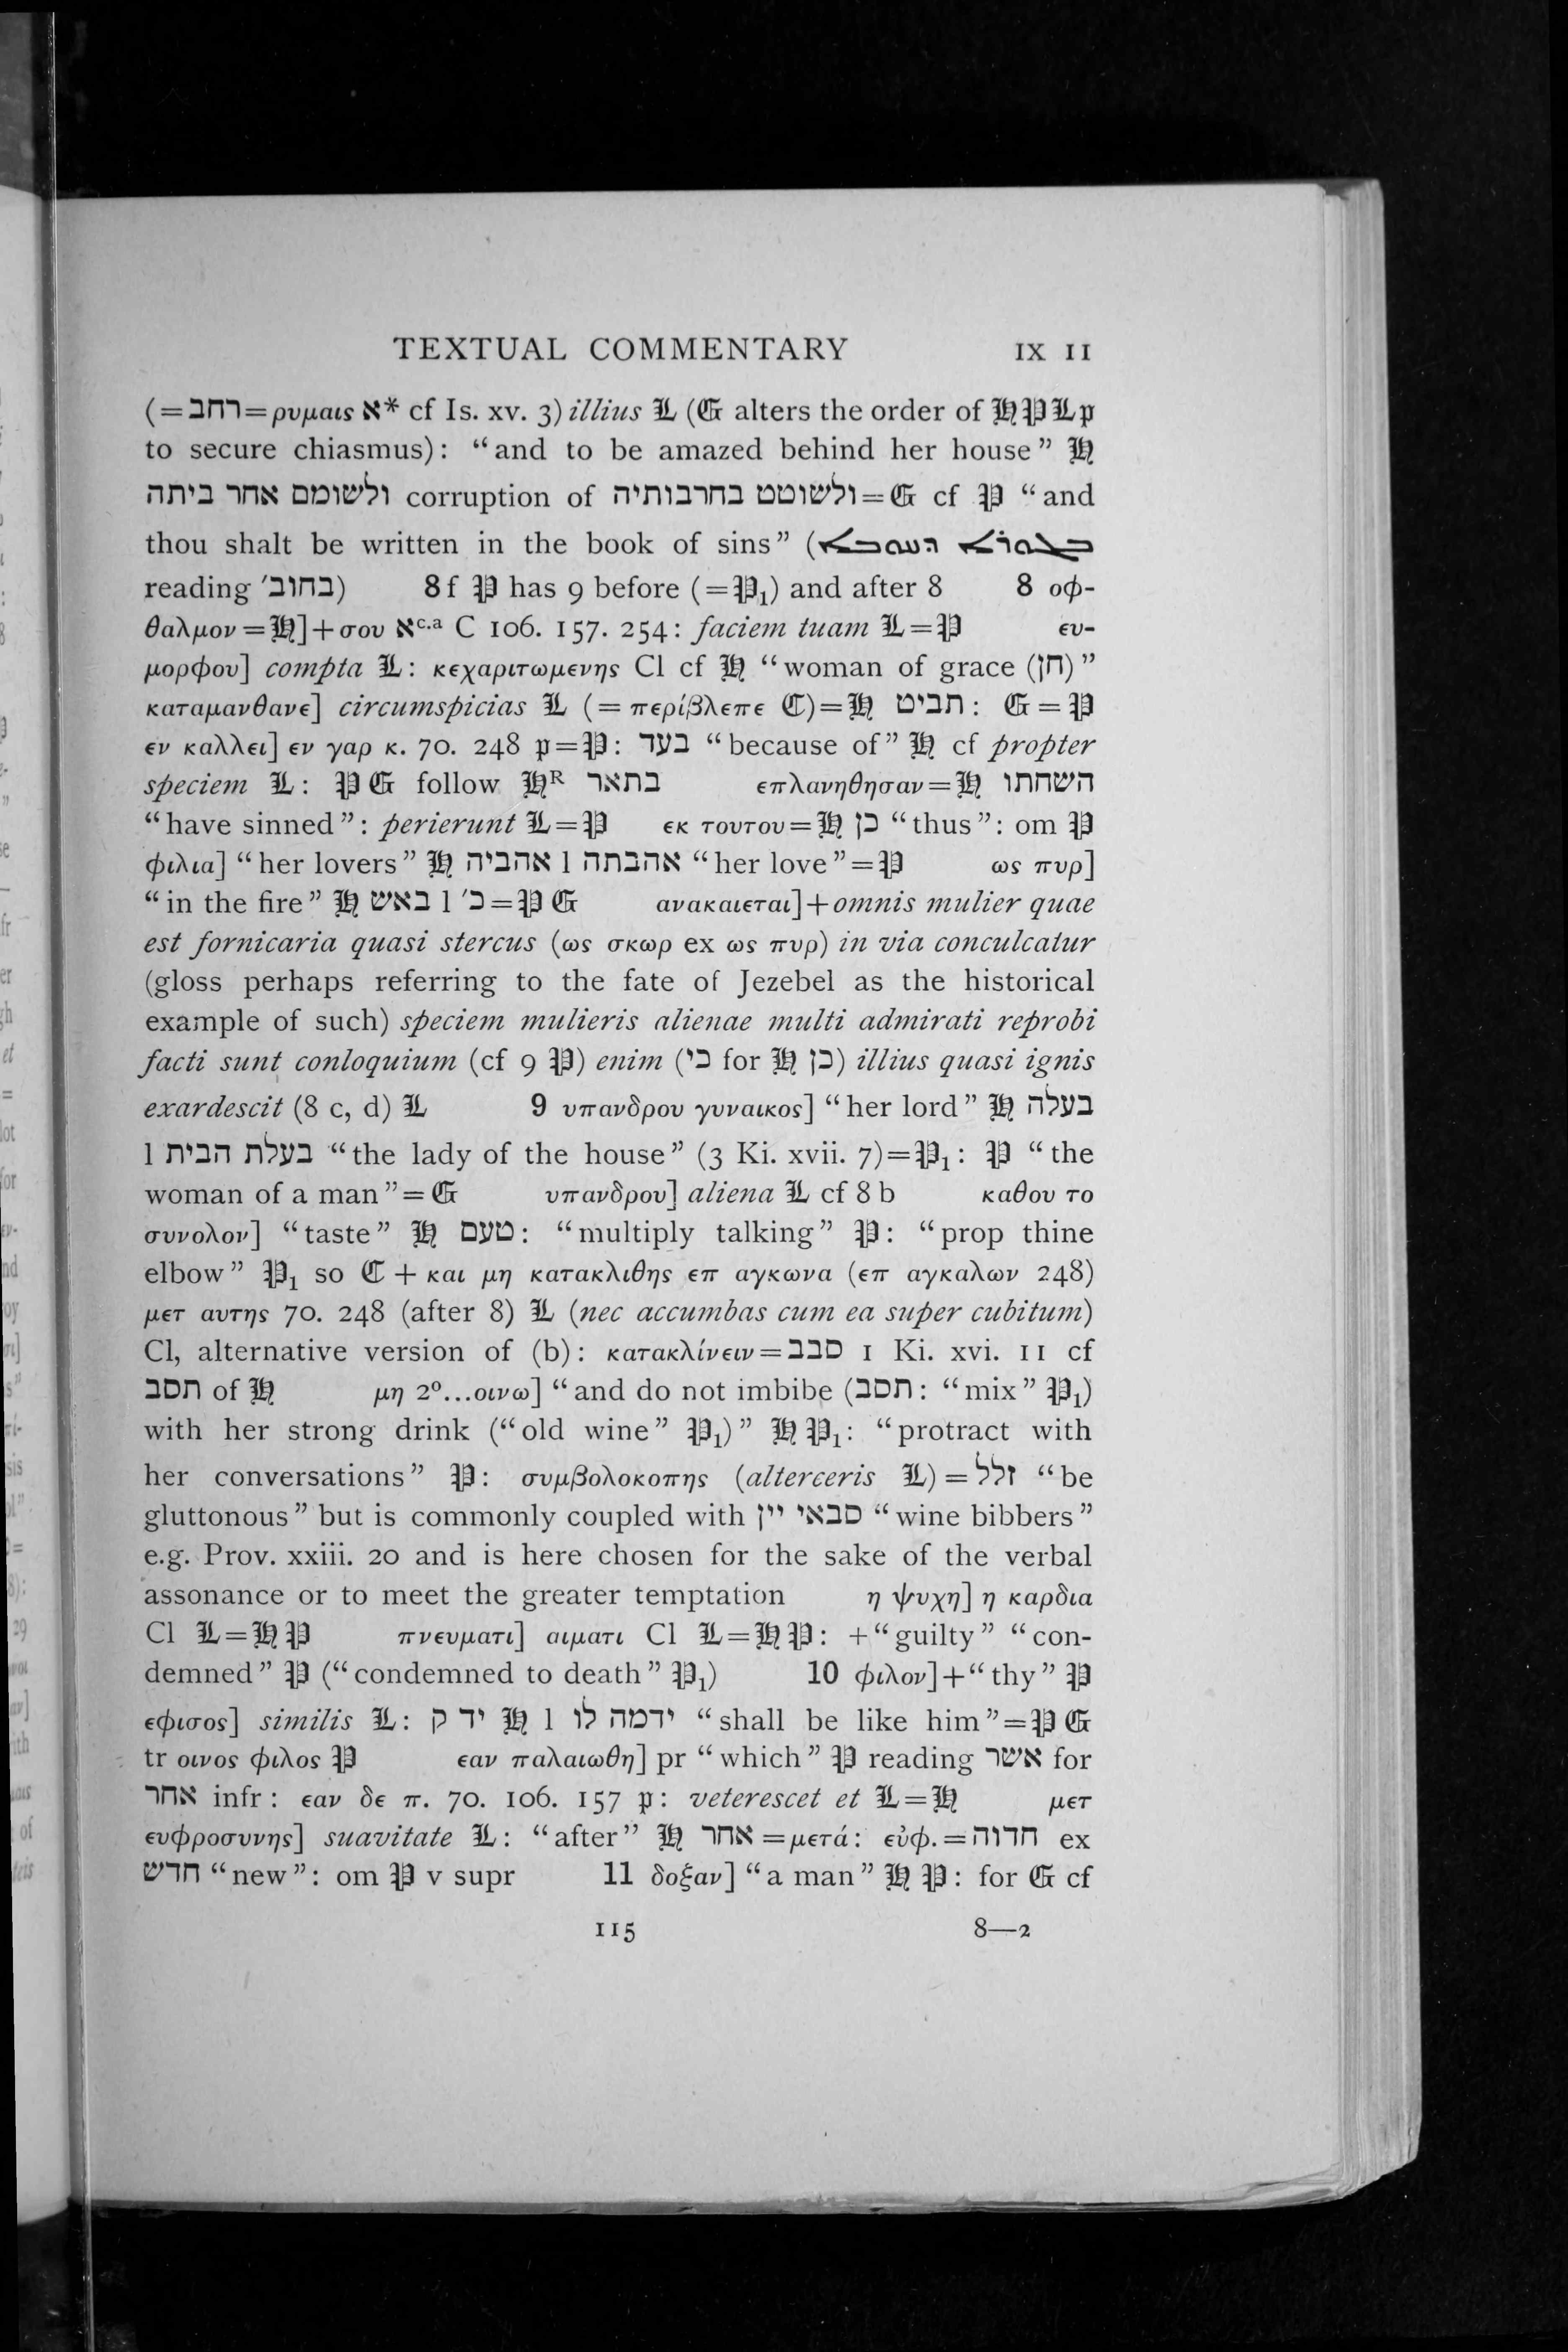 TEXTUAL COMMENTARY IX 11
(=רחב=ρυμαις א* cf Is. xv. 3) illius 𝕷 (𝕲 alters the order of 𝕳𝕻𝕷𝖕
to secure chiasmus): “and to be amazed behind her house” 𝕳
ולשומם אחר ביתה corruption of ולשוטט בחרבותיה=𝕲 cf 𝕻 “and
thou shalt be written in the book of sins” (
reading בחוב׳) 8 f 𝕻 has 9 before (=𝕻₁) and after 8 8 οφ-
θαλμον=𝕳]+σου אᶜ·ᵃ C 106. 157. 254: faciem tuam 𝕷=𝕻 ευ-
μορφου] compta 𝕷: κεχαριτωμενης Cl cf 𝕳 “woman of grace (חן)”
καταμανθανε] circumspicias 𝕷 (=περίβλεπε ℭ)=𝕳 תביט: 𝕲=𝕻
εν καλλει] εν γαρ κ. 70. 248 𝖕=𝕻: בעד “because of” 𝕳 cf propter
speciem 𝕷: 𝕻𝕲 follow 𝕳ᴿ בתאר επλανηθησαν=𝕳 השחתו
“have sinned”: perierunt 𝕷=𝕻 εκ τουτου=𝕳 כן “thus”: om 𝕻
φιλια] “her lovers” 𝕳 אהביה l אהבתה “her love”=𝕻 ως πυρ]
“in the fire” 𝕳 באש l כ׳=𝕻𝕲 ανακαιεται]+omnis mulier quae
est fornicaria quasi stercus (ως σκωρ ex ως πυρ) in via conculcatur
(gloss perhaps referring to the fate of Jezebel as the historical
example of such) speciem mulieris alienae multi admirati reprobi
facti sunt conloquium (cf 9 𝕻) enim (כי for 𝕳 כן) illius quasi ignis
exardescit (8 c, d) 𝕷 9 υπανδρου γυναικος] “her lord” 𝕳 בעלה
l בעלת הבית “the lady of the house” (3 Ki. xvii. 7)=𝕻₁: 𝕻 “the
woman of a man”=𝕲 υπανδρου] aliena 𝕷 cf 8 b καθου το
συνολον] “taste” 𝕳 טעם: “multiply talking” 𝕻: “prop thine
elbow” 𝕻₁ so ℭ + και μη κατακλιθης επ αγκωνα (επ αγκαλων 248)
μετ αυτης 70. 248 (after 8) 𝕷 (nec accumbas cum ea super cubitum)
Cl, alternative version of (b): κατακλίνειν=סבב 1 Ki. xvi. 11 cf
תסב of 𝕳 μη 2⁰...οινω] “and do not imbibe (תסב: “mix” 𝕻₁)
with her strong drink (“old wine” 𝕻₁)” 𝕳𝕻₁: “protract with
her conversations” 𝕻: συμβολοκοπης (alterceris 𝕷)=זלל “be
gluttonous” but is commonly coupled with סבאי יין “wine bibbers”
e.g. Prov. xxiii. 20 and is here chosen for the sake of the verbal
assonance or to meet the greater temptation η ψυχη] η καρδια
Cl 𝕷=𝕳𝕻 πνευματι] αιματι Cl 𝕷=𝕳𝕻: +“guilty” “con-
demned” 𝕻 (“condemned to death” 𝕻₁) 10 φιλον]+“thy” 𝕻
εφισος] similis 𝕷: יד ק 𝕳 l ידמה לו “shall be like him”=𝕻𝕲
tr οινος φιλος 𝕻 εαν παλαιωθη] pr “which” 𝕻 reading אשר for
אחר infr: εαν δε π. 70. 106. 157 𝖕: veterescet et 𝕷=𝕳 μετ
ευφροσυνης] suavitate 𝕷: “after” 𝕳 אחר=μετά: εὐφ.=חדוה ex
חדש “new”: om 𝕻 v supr 11 δοξαν] “a man” 𝕳𝕻: for 𝕲 cf
115 8—2